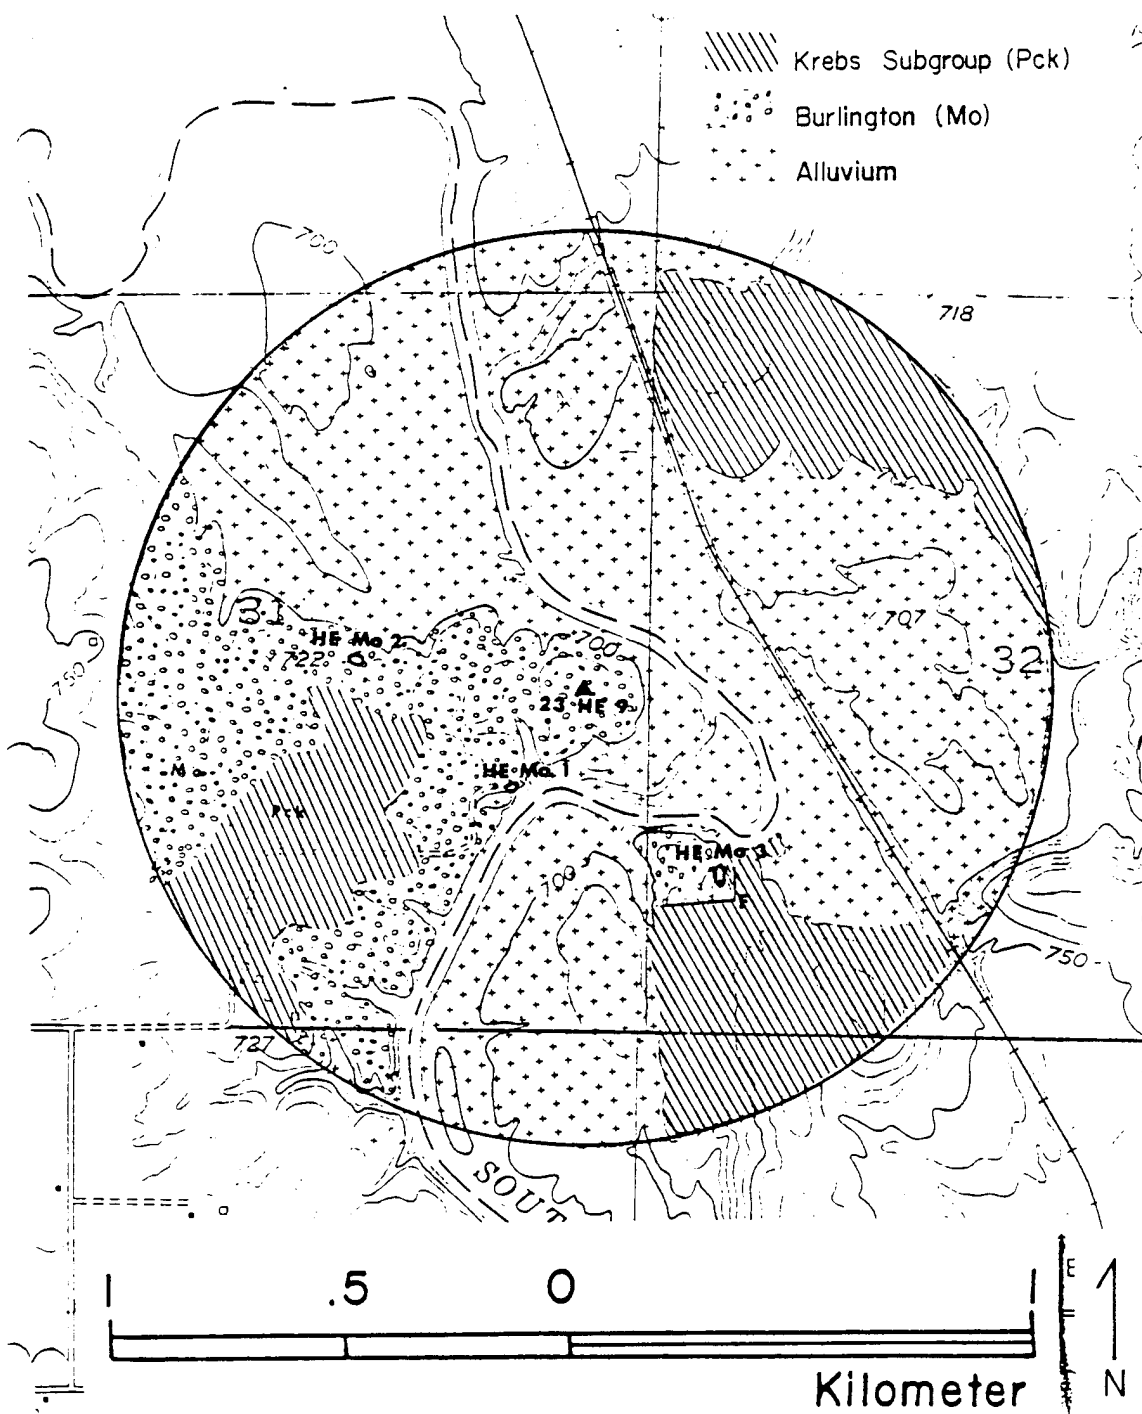 Krebs Subgroup (Pck)
Burlington (Mo)
Alluvium
700
718
31
HE Mo 2
722
700
707
32
750
23 HE 9
HE Mo. 1
M
Pck
HE Mo 3
700
F
750
727
SOUT
1 .5 0 1
E
Kilometer
N